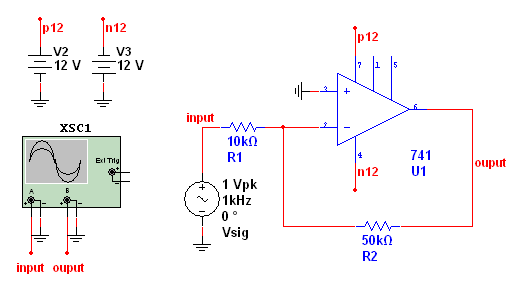 p12
n12
V2
12 V
V3
12 V
XSC1
Ext Trig
+
-
A
B
+
-
+
-
input
ouput
input
10kΩ
R1
+
-
1 Vpk
1kHz
0 °
Vsig
p12
7
1
5
3
+
2
-
6
4
n12
741
U1
ouput
50kΩ
R2